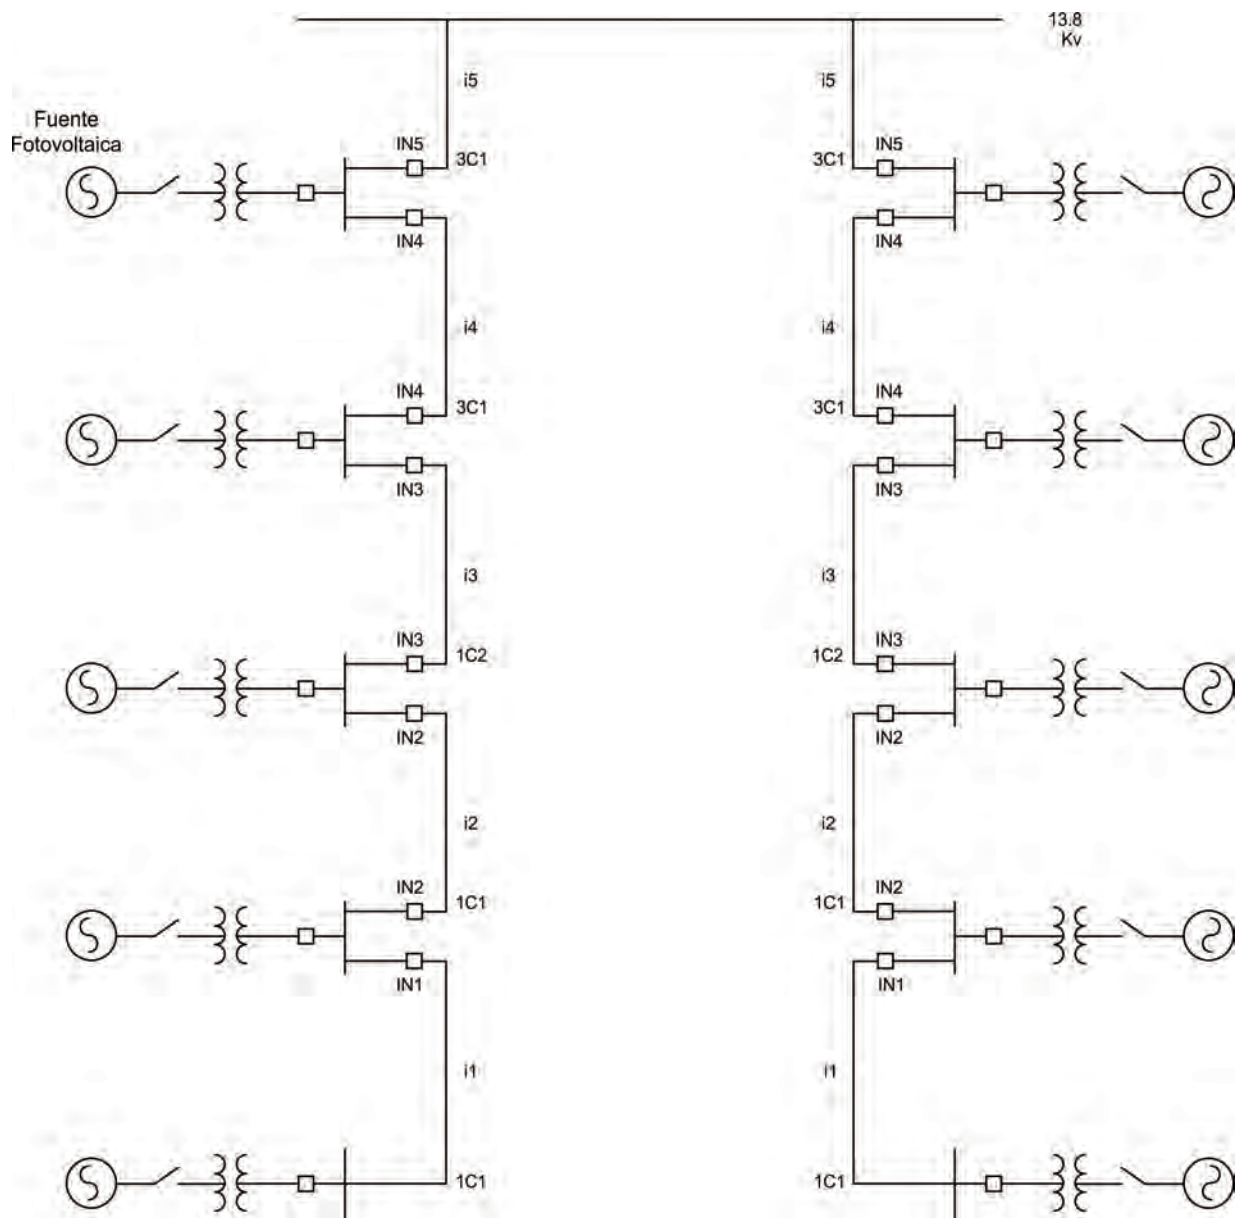 13.8
Kv
i5 i5
Fuente
Fotovoltaica
IN5 IN5
3C1 3C1
IN4 IN4
i4 i4
IN4 IN4
3C1 3C1
IN3 IN3
i3 i3
IN3 IN3
1C2 1C2
IN2 IN2
i2 i2
IN2 IN2
1C1 1C1
IN1 IN1
i1 i1
1C1 1C1